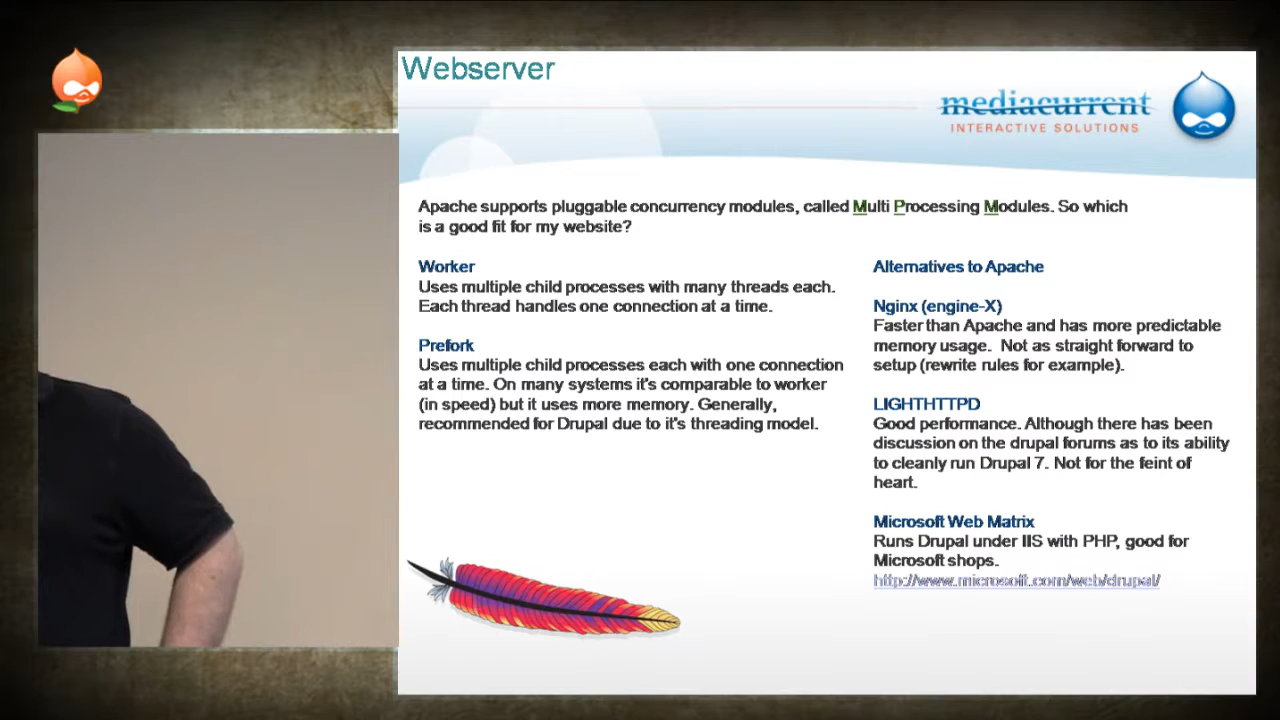 Webserver
mediacurrent
INTERACTIVE SOLUTIONS
Apache supports pluggable concurrency modules, called Multi Processing Modules. So which
is a good fit for my website?
Worker
Uses multiple child processes with many threads each.
Each thread handles one connection at a time.
Prefork
Uses multiple child processes each with one connection
at a time. On many systems it's comparable to worker
(in speed) but it uses more memory. Generally,
recommended for Drupal due to it's threading model.
Alternatives to Apache
Nginx (engine-X)
Faster than Apache and has more predictable
memory usage. Not as straight forward to
setup (rewrite rules for example).
LIGHTHTTPD
Good performance. Although there has been
discussion on the drupal forums as to its ability
to cleanly run Drupal 7. Not for the feint of
heart.
Microsoft Web Matrix
Runs Drupal under IIS with PHP, good for
Microsoft shops.
http://www.microsoft.com/web/drupal/